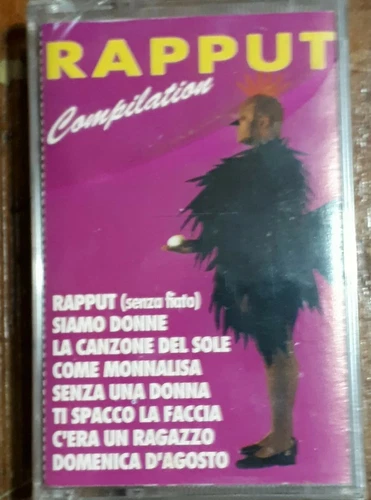 RAPPUT
Compilation
RAPPUT (senza fiato)
SIAMO DONNE
LA CANZONE DEL SOLE
COME MONNALISA
SENZA UNA DONNA
TI SPACCO LA FACCIA
C'ERA UN RAGAZZO
DOMENICA D'AGOSTO